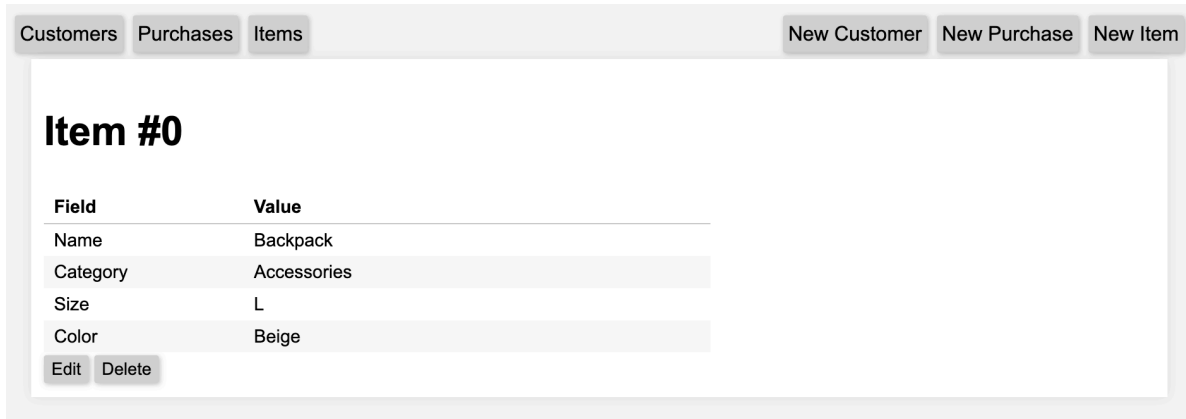 Customers Purchases Items New Customer New Purchase New Item
Item #0
Field Value
Name Backpack
Category Accessories
Size L
Color Beige
Edit Delete